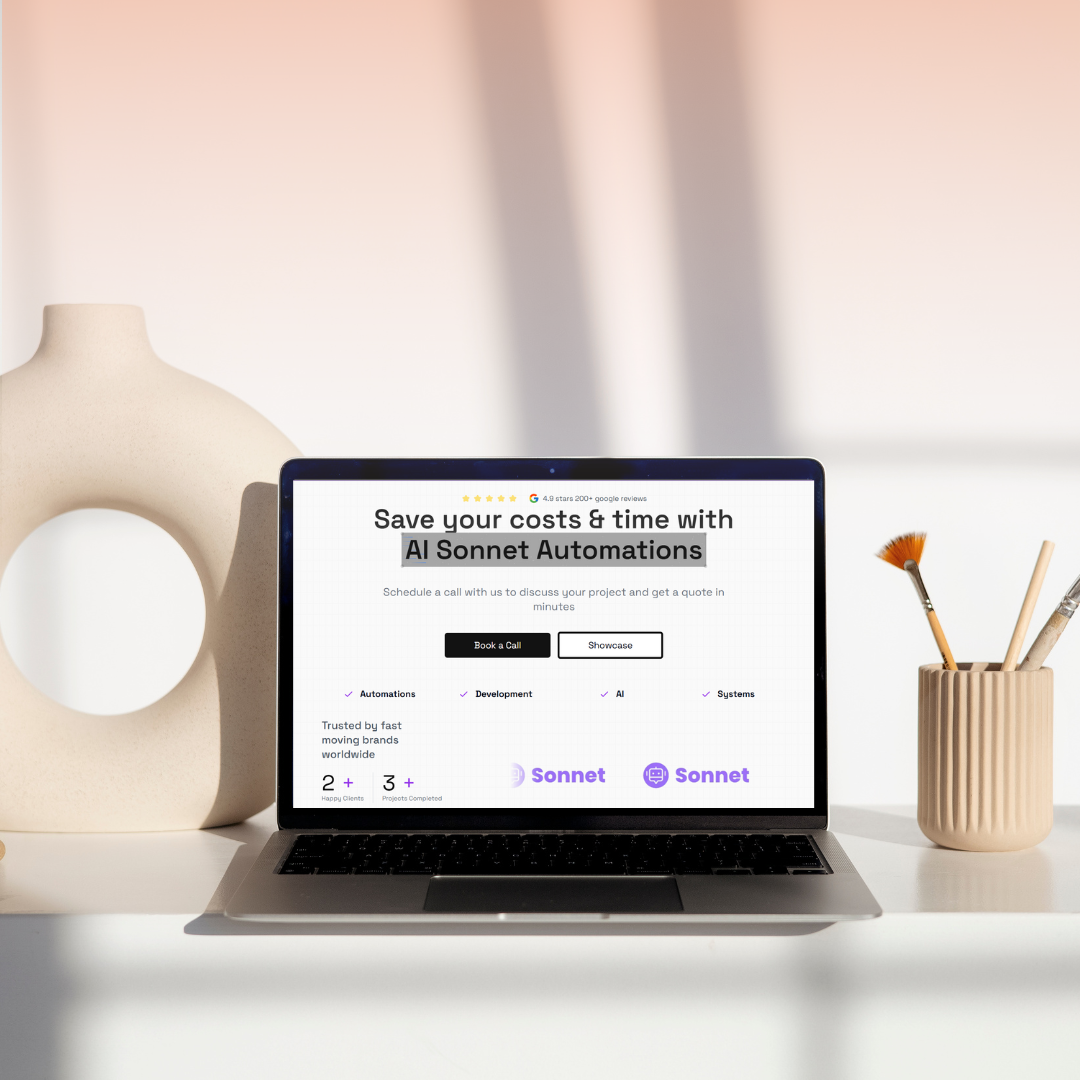 4.9 stars 200+ google reviews
Save your costs & time with
AI Sonnet Automations
Schedule a call with us to discuss your project and get a quote in
minutes
Book a Call
Showcase
Automations
Development
AI
Systems
Trusted by fast
moving brands
worldwide
2 +
3 +
Happy Clients
Projects Completed
Sonnet
Sonnet